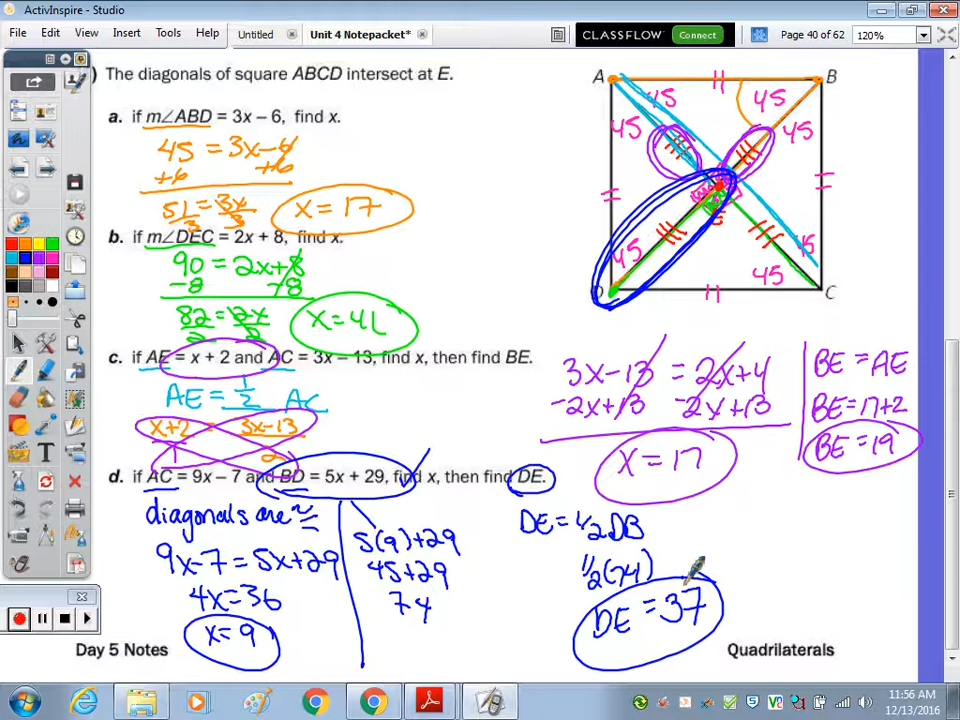 ActivInspire - Studio
File Edit View Insert Tools Help Untitled Unit 4 Notepacket* CLASSFLOW Connect Page 40 of 62 120%
) The diagonals of square ABCD intersect at E.
a. if m∠ABD = 3x – 6, find x.
45 = 3x-6
+6 +6
51 = 3x
3 3
x = 17
b. if m∠DEC = 2x + 8, find x.
90 = 2x+8
-8 -8
82 = 2x
2 2
x=41
c. if AE = x + 2 and AC = 3x – 13, find x, then find BE.
AE = 1/2 AC
x+2 3x-13
1 2
3x-13 = 2x+4
-2x+13 -2x+13
x = 17
BE = AE
BE = 17+2
BE = 19
d. if AC = 9x – 7 and BD = 5x + 29, find x, then find DE.
diagonals are ≅
9x-7 = 5x+29
4x=36
x=9
5(9)+29
45+29
74
DE = 1/2 DB
1/2(74)
DE = 37
A B
45 45
45 45
45 45
D C
Day 5 Notes Quadrilaterals
11:56 AM
12/13/2016